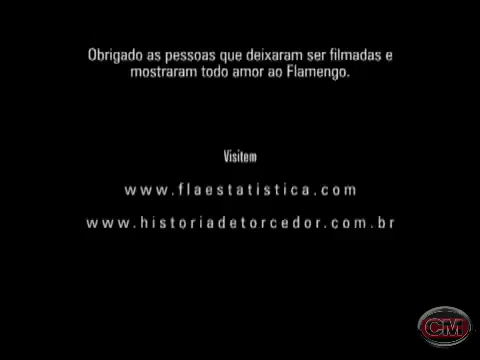 Obrigado as pessoas que deixaram ser filmadas e
mostraram todo amor ao Flamengo.
Visitem
www.flaestatistica.com
www.historiadetorcedor.com.br
CM